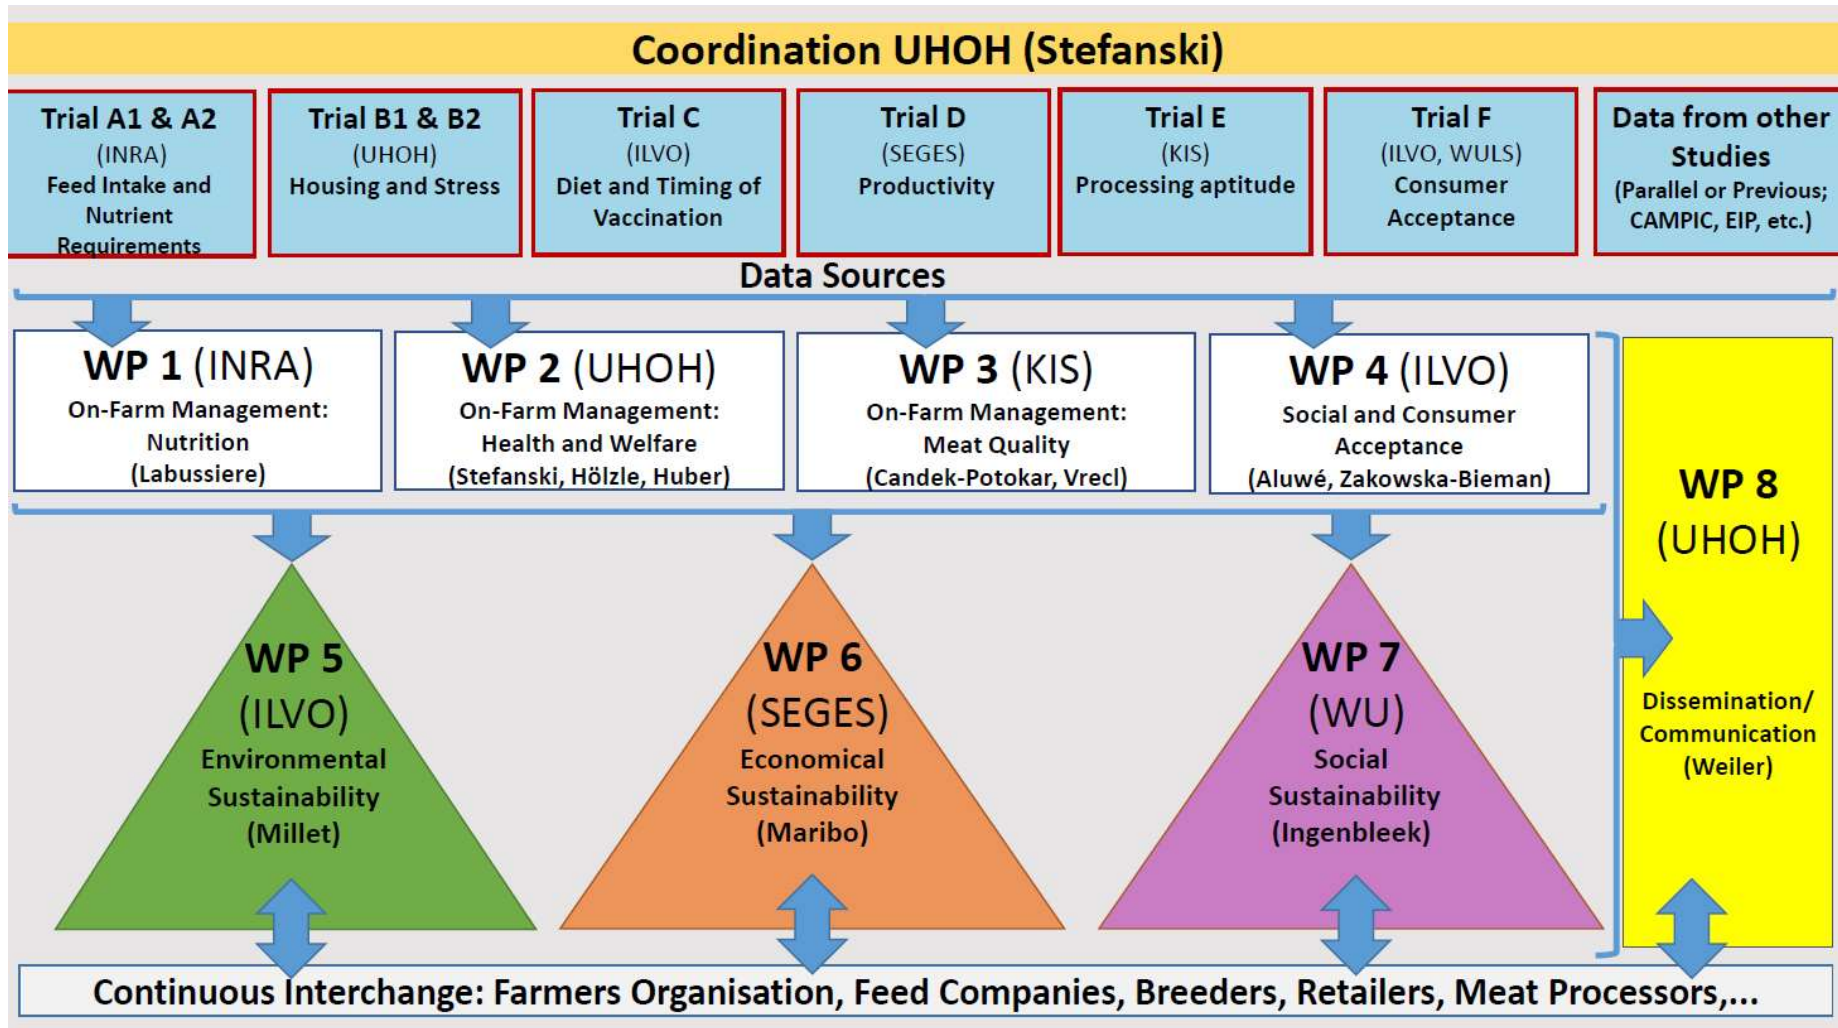 Coordination UHOH (Stefanski)
Trial A1 & A2
(INRA)
Feed Intake and
Nutrient
Requirements
Trial B1 & B2
(UHOH)
Housing and Stress
Trial C
(ILVO)
Diet and Timing of
Vaccination
Trial D
(SEGES)
Productivity
Trial E
(KIS)
Processing aptitude
Trial F
(ILVO, WULS)
Consumer
Acceptance
Data from other
Studies
(Parallel or Previous;
CAMPIC, EIP, etc.)
Data Sources
WP 1 (INRA)
On-Farm Management:
Nutrition
(Labussiere)
WP 2 (UHOH)
On-Farm Management:
Health and Welfare
(Stefanski, Hölzle, Huber)
WP 3 (KIS)
On-Farm Management:
Meat Quality
(Candek-Potokar, Vrecl)
WP 4 (ILVO)
Social and Consumer
Acceptance
(Aluwé, Zakowska-Bieman)
WP 5
(ILVO)
Environmental
Sustainability
(Millet)
WP 6
(SEGES)
Economical
Sustainability
(Maribo)
WP 7
(WU)
Social
Sustainability
(Ingenbleek)
WP 8
(UHOH)
Dissemination/
Communication
(Weiler)
Continuous Interchange: Farmers Organisation, Feed Companies, Breeders, Retailers, Meat Processors,...